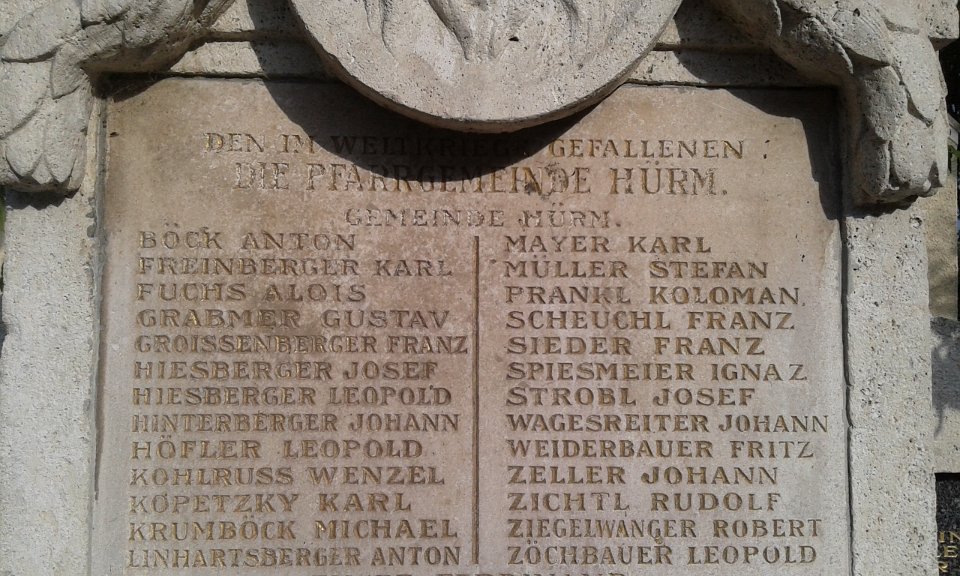 DEN IM WELTKRIEGE GEFALLENEN
DIE PFARRGEMEINDE HÜRM.
GEMEINDE HÜRM.
BÖCK ANTON
FREINBERGER KARL
FUCHS ALOIS
GRABMER GUSTAV
GROISSENBERGER FRANZ
HIESBERGER JOSEF
HIESBERGER LEOPOLD
HINTERBERGER JOHANN
HÖFLER LEOPOLD
KOHLRUSS WENZEL
KOPETZKY KARL
KRUMBÖCK MICHAEL
LINHARTSBERGER ANTON
MAYER KARL
MÜLLER STEFAN
PRANKL KOLOMAN
SCHEUCHL FRANZ
SIEDER FRANZ
SPIESMEIER IGNAZ
STROBL JOSEF
WAGESREITER JOHANN
WEIDERBAUER FRITZ
ZELLER JOHANN
ZICHTL RUDOLF
ZIEGELWANGER ROBERT
ZÖCHBAUER LEOPOLD
FERDINAND